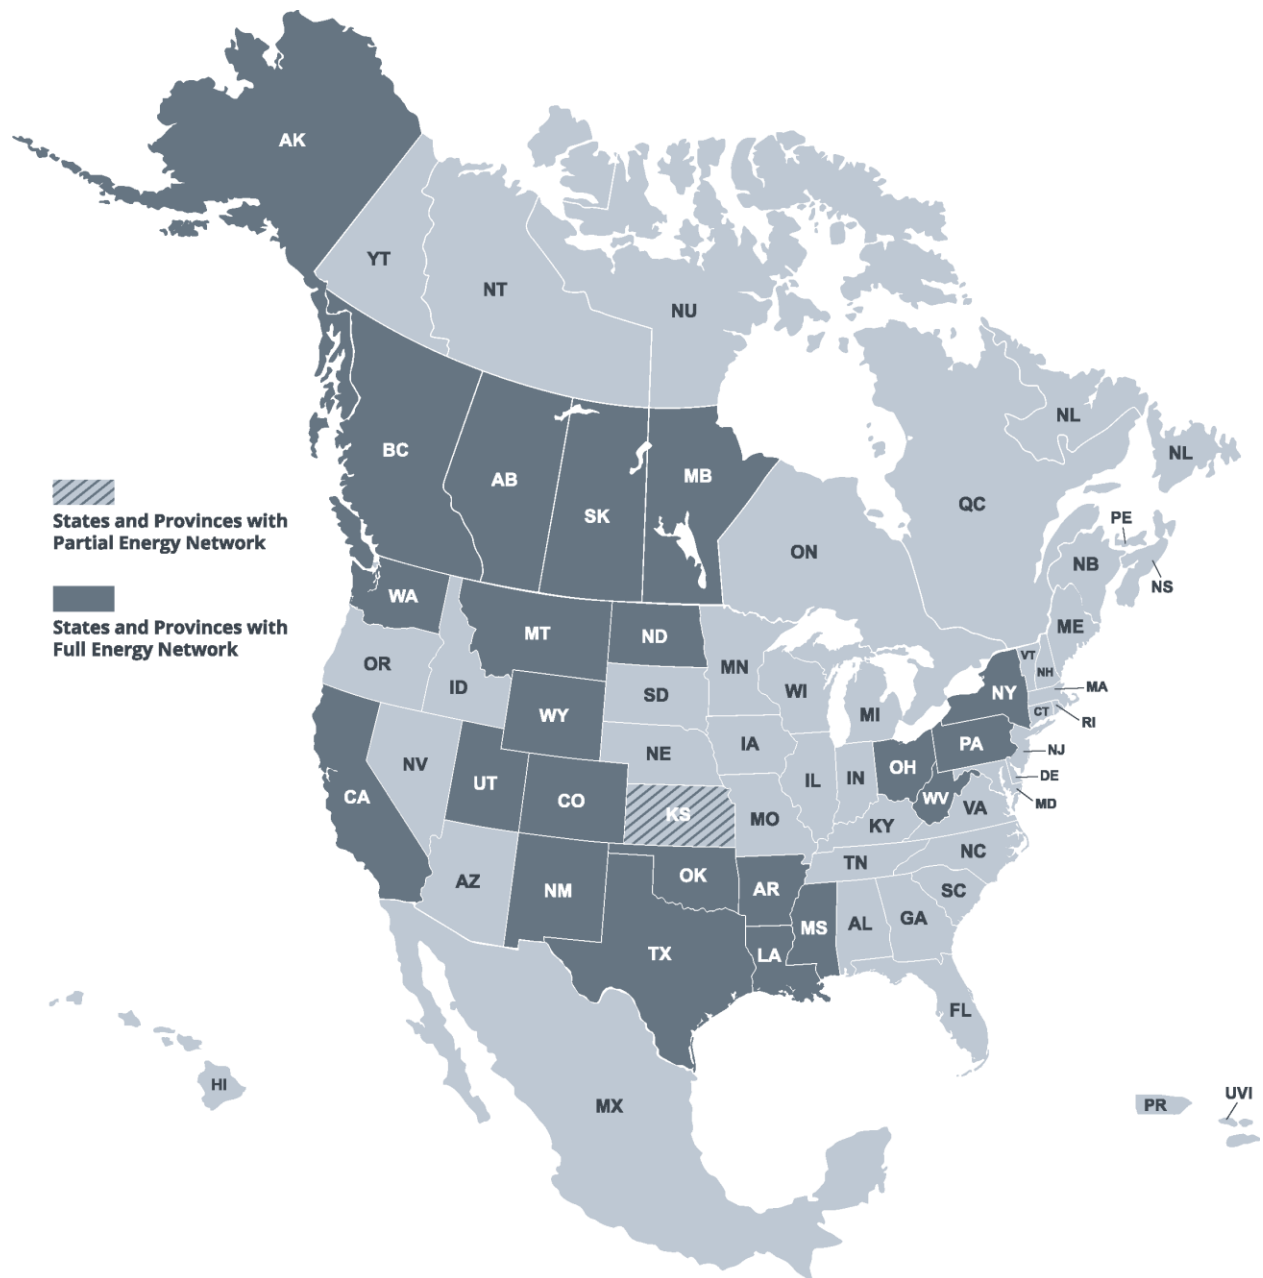 AK
YT
NT
NU
NL
NL
BC
AB
SK
MB
QC
ON
PE
NB
NS
States and Provinces with
Partial Energy Network
States and Provinces with
Full Energy Network
WA
MT
ND
MN
ME
VT
NH
OR
ID
SD
WI
MI
NY
MA
CT
RI
WY
NE
IA
PA
NJ
NV
UT
CO
KS
IL
IN
OH
WV
DE
MD
CA
MO
KY
VA
AZ
NM
OK
AR
TN
NC
SC
TX
LA
MS
AL
GA
FL
HI
MX
PR
UVI